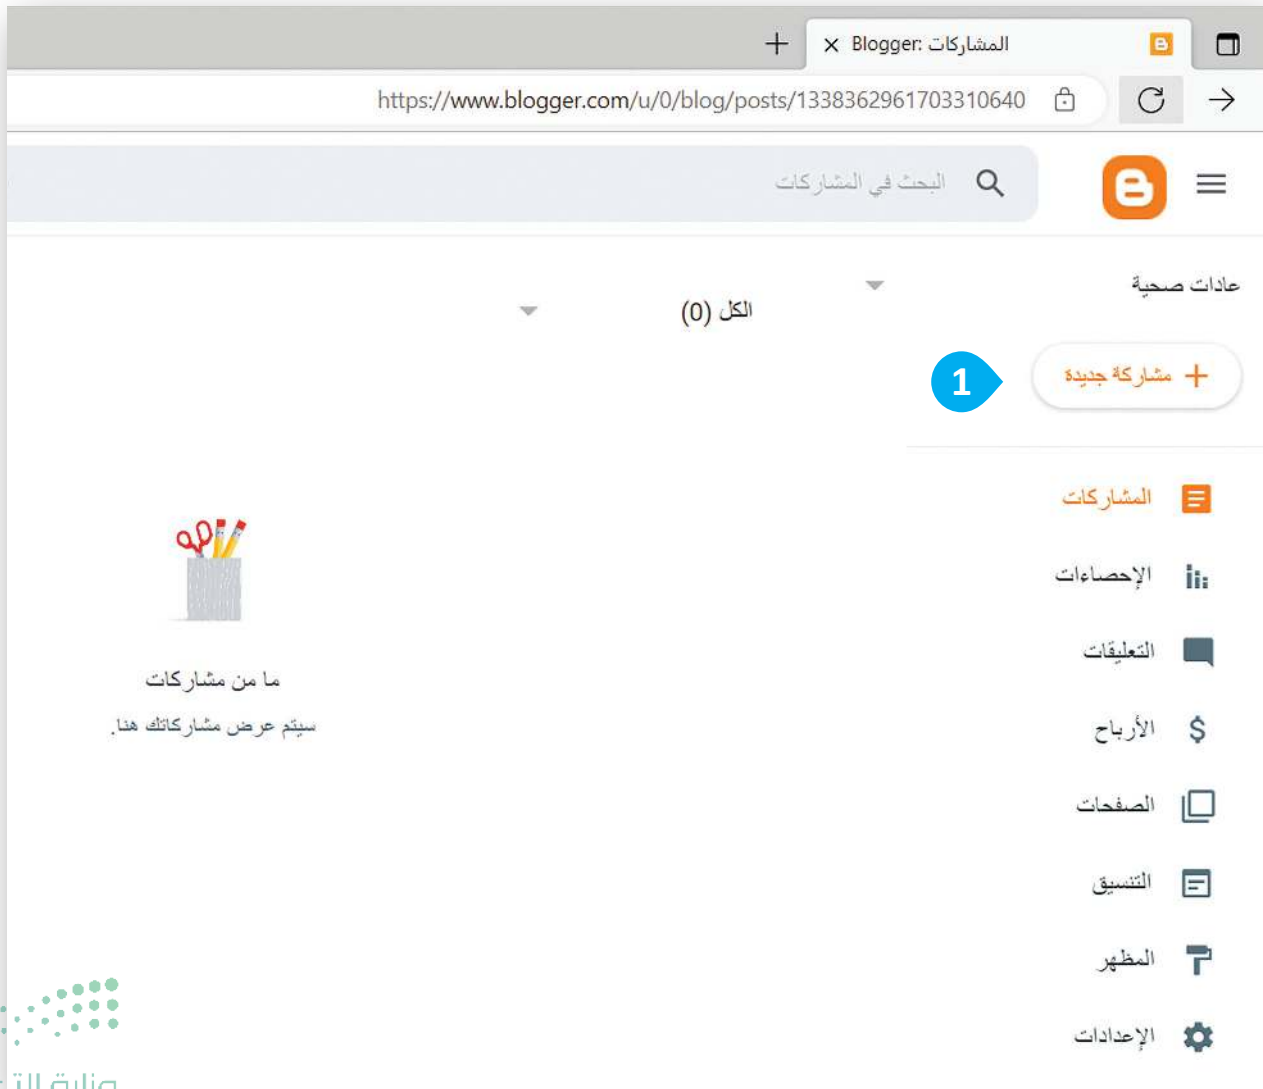 المشاركات :Blogger
https://www.blogger.com/u/0/blog/posts/1338362961703310640
البحث في المشاركات
عادات صحية
الكل (0)
مشاركة جديدة
1
المشاركات
الإحصاءات
التعليقات
الأرباح
الصفحات
التنسيق
المظهر
الإعدادات
ما من مشاركات
سيتم عرض مشاركاتك هنا.
وزارة